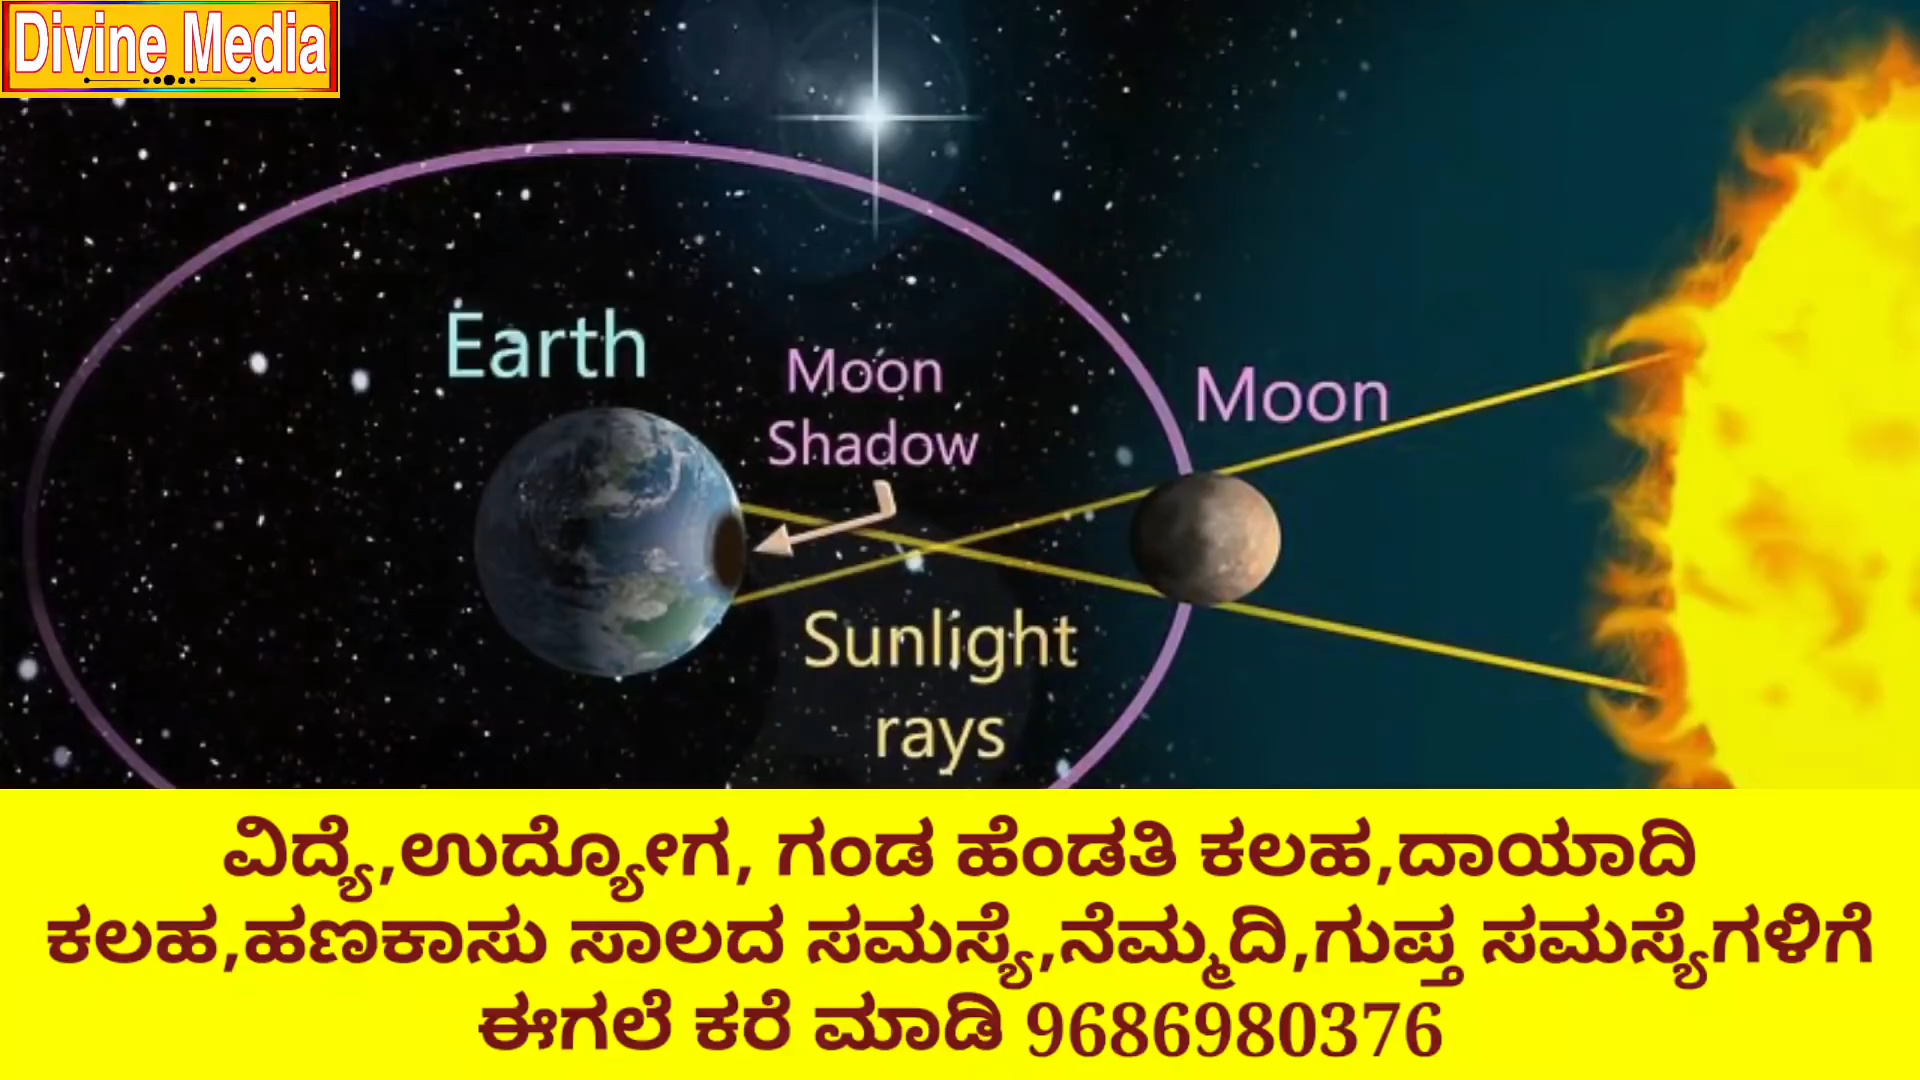 Divine Media
Earth
Moon
Shadow
Moon
Sunlight
rays
ವಿದ್ಯೆ,ಉದ್ಯೋಗ, ಗಂಡ ಹೆಂಡತಿ ಕಲಹ,ದಾಯಾದಿ
ಕಲಹ,ಹಣಕಾಸು ಸಾಲದ ಸಮಸ್ಯೆ,ನೆಮ್ಮದಿ,ಗುಪ್ತ ಸಮಸ್ಯೆಗಳಿಗೆ
ಈಗಲೆ ಕರೆ ಮಾಡಿ 9686980376